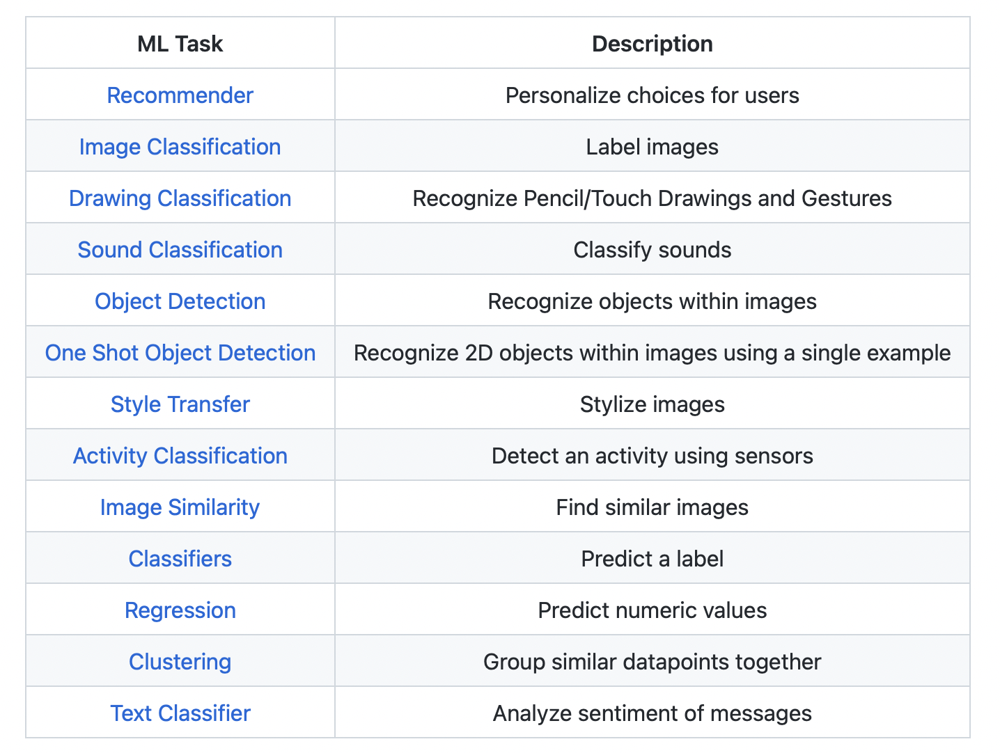 ML Task Description
Recommender Personalize choices for users
Image Classification Label images
Drawing Classification Recognize Pencil/Touch Drawings and Gestures
Sound Classification Classify sounds
Object Detection Recognize objects within images
One Shot Object Detection Recognize 2D objects within images using a single example
Style Transfer Stylize images
Activity Classification Detect an activity using sensors
Image Similarity Find similar images
Classifiers Predict a label
Regression Predict numeric values
Clustering Group similar datapoints together
Text Classifier Analyze sentiment of messages